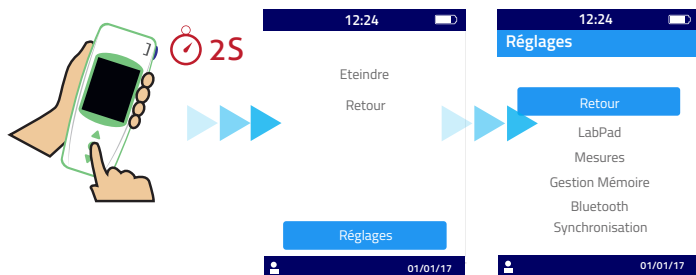 2S
12:24
Eteindre
Retour
Réglages
01/01/17
12:24
Réglages
Retour
LabPad
Mesures
Gestion Mémoire
Bluetooth
Synchronisation
01/01/17